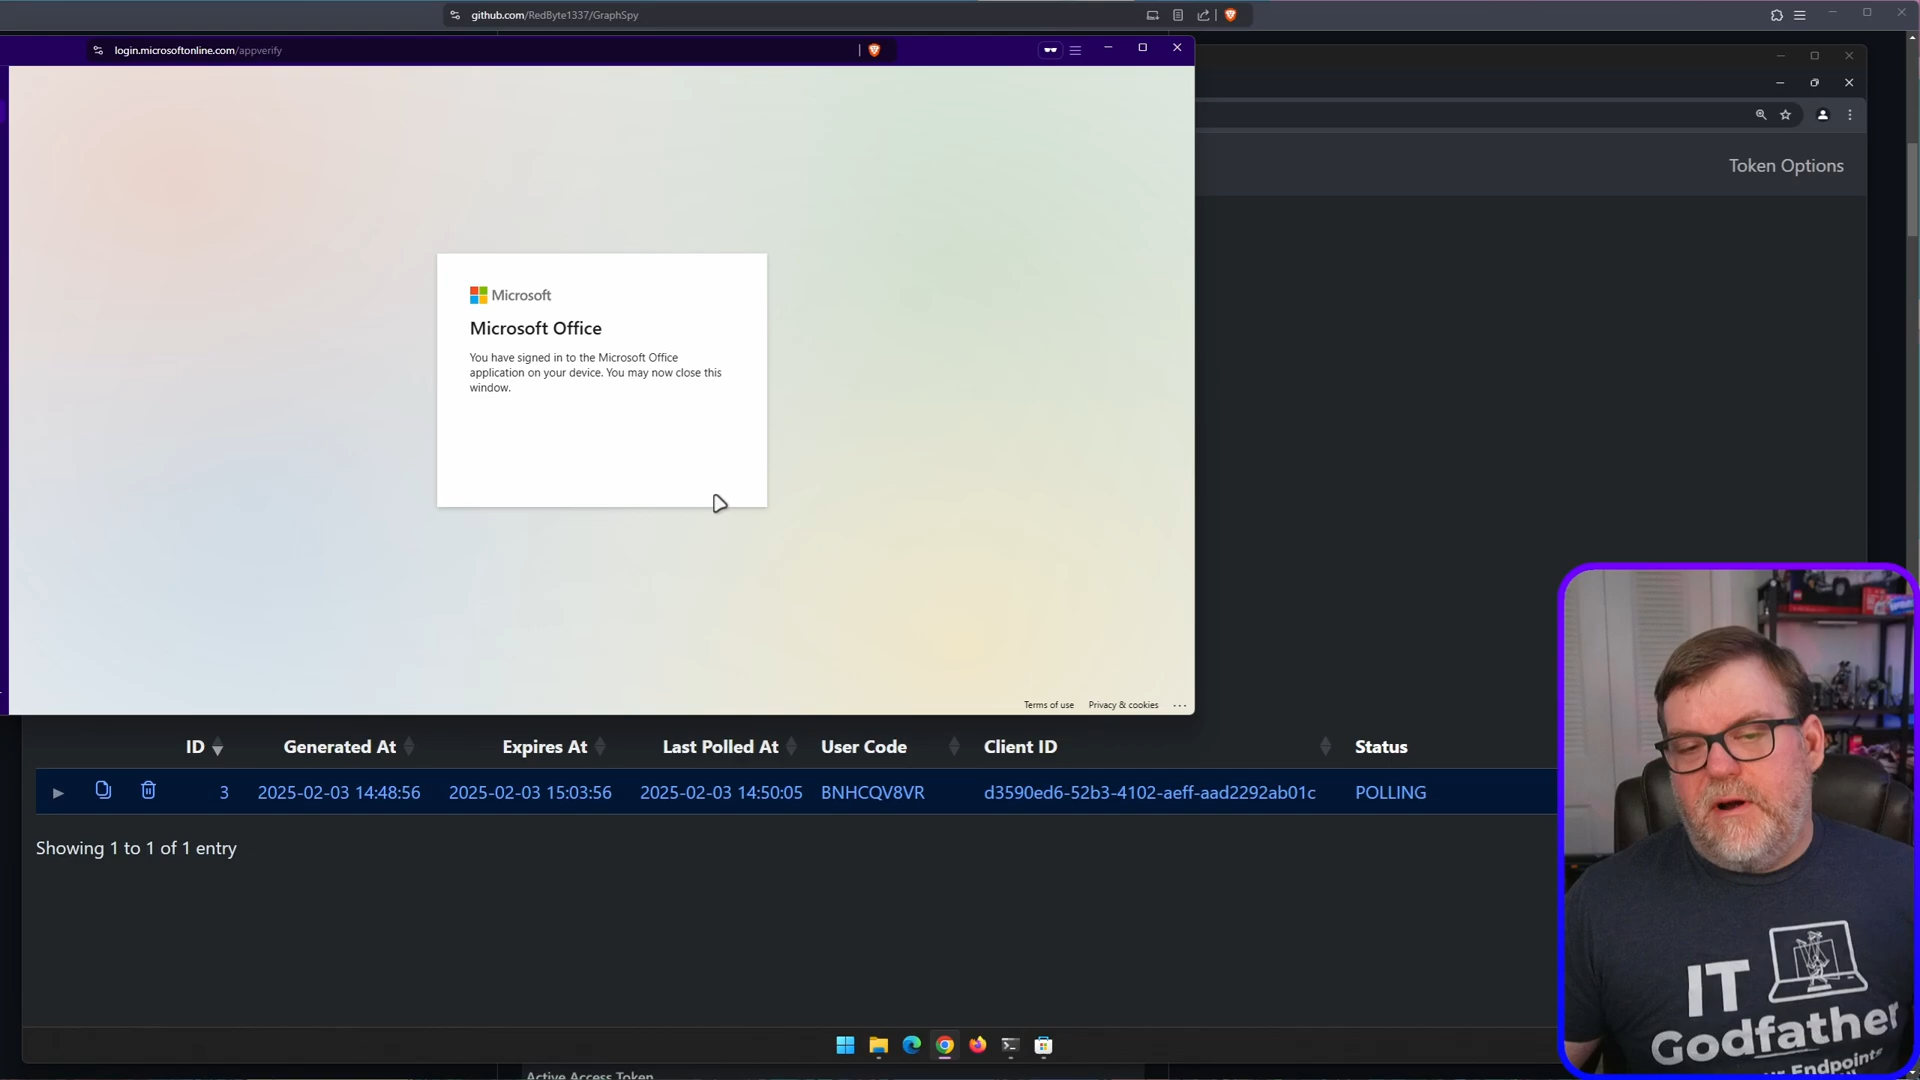 github.com/RedByte1337/GraphSpy
login.microsoftonline.com/appverify
Token Options
Microsoft
Microsoft Office
You have signed in to the Microsoft Office
application on your device. You may now close this
window.
Terms of use Privacy & cookies ...
ID Generated At Expires At Last Polled At User Code Client ID Status
3 2025-02-03 14:48:56 2025-02-03 15:03:56 2025-02-03 14:50:05 BNHCQV8VR d3590ed6-52b3-4102-aeff-aad2292ab01c POLLING
Showing 1 to 1 of 1 entry
IT
Godfather
Endpoints
Active Access Token